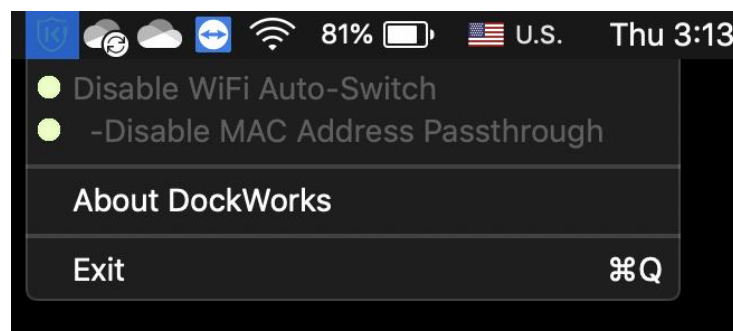 81% U.S. Thu 3:13
Disable WiFi Auto-Switch
-Disable MAC Address Passthrough
About DockWorks
Exit ⌘Q